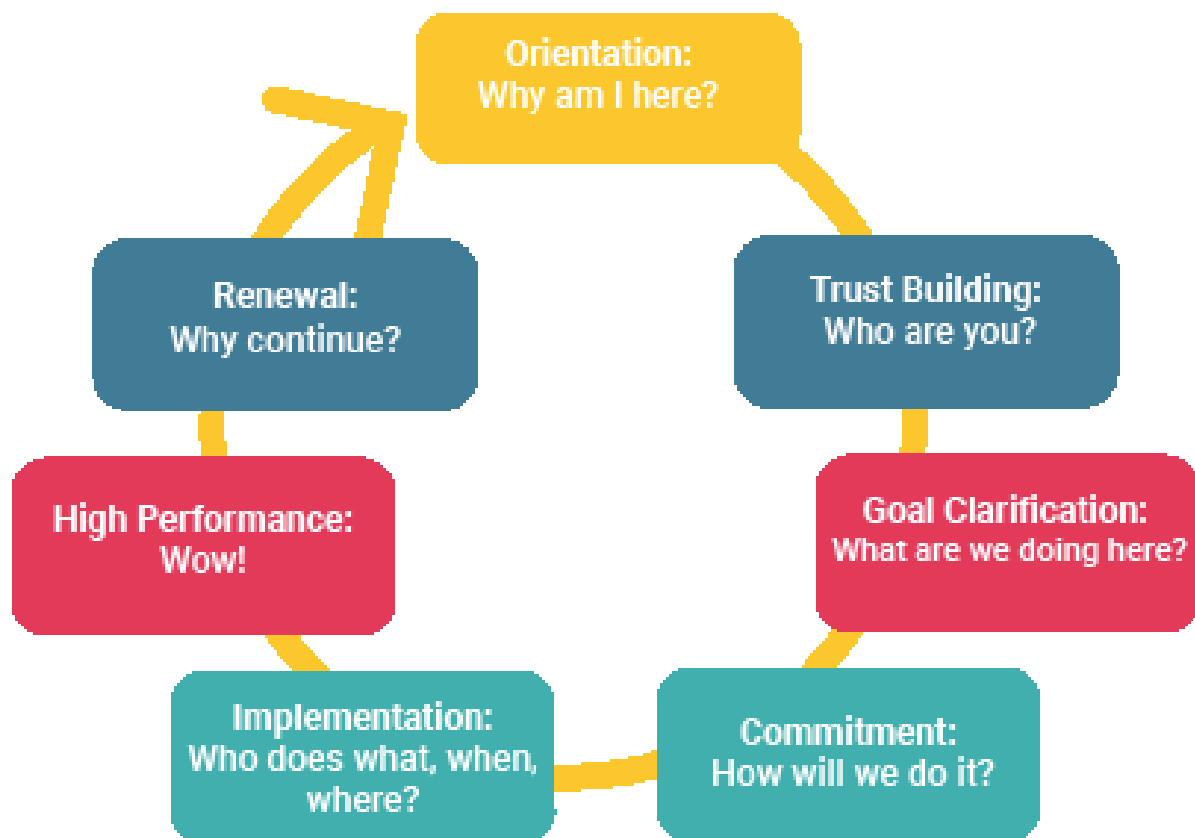 Orientation:
Why am I here?
Trust Building:
Who are you?
Goal Clarification:
What are we doing here?
Commitment:
How will we do it?
Implementation:
Who does what, when,
where?
High Performance:
Wow!
Renewal:
Why continue?